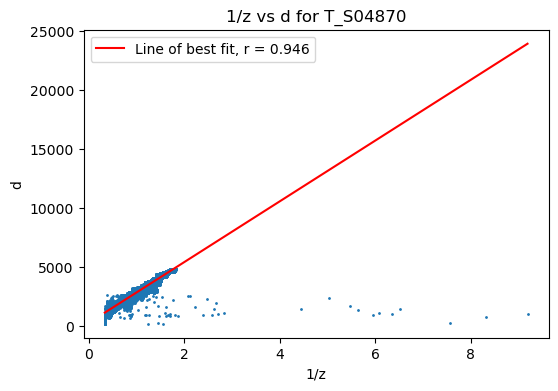 1/z vs d for T_S04870
Line of best fit, r = 0.946
d
25000
20000
15000
10000
5000
0
0 2 4 6 8
1/z